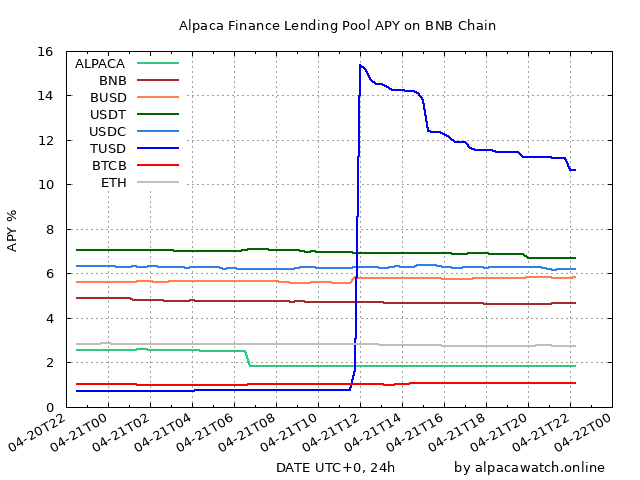 Alpaca Finance Lending Pool APY on BNB Chain
APY %
16
14
12
10
8
6
4
2
0
ALPACA
BNB
BUSD
USDT
USDC
TUSD
BTCB
ETH
04-20T22
04-21T00
04-21T02
04-21T04
04-21T06
04-21T08
04-21T10
04-21T12
04-21T14
04-21T16
04-21T18
04-21T20
04-21T22
04-22T00
DATE UTC+0, 24h
by alpacawatch.online